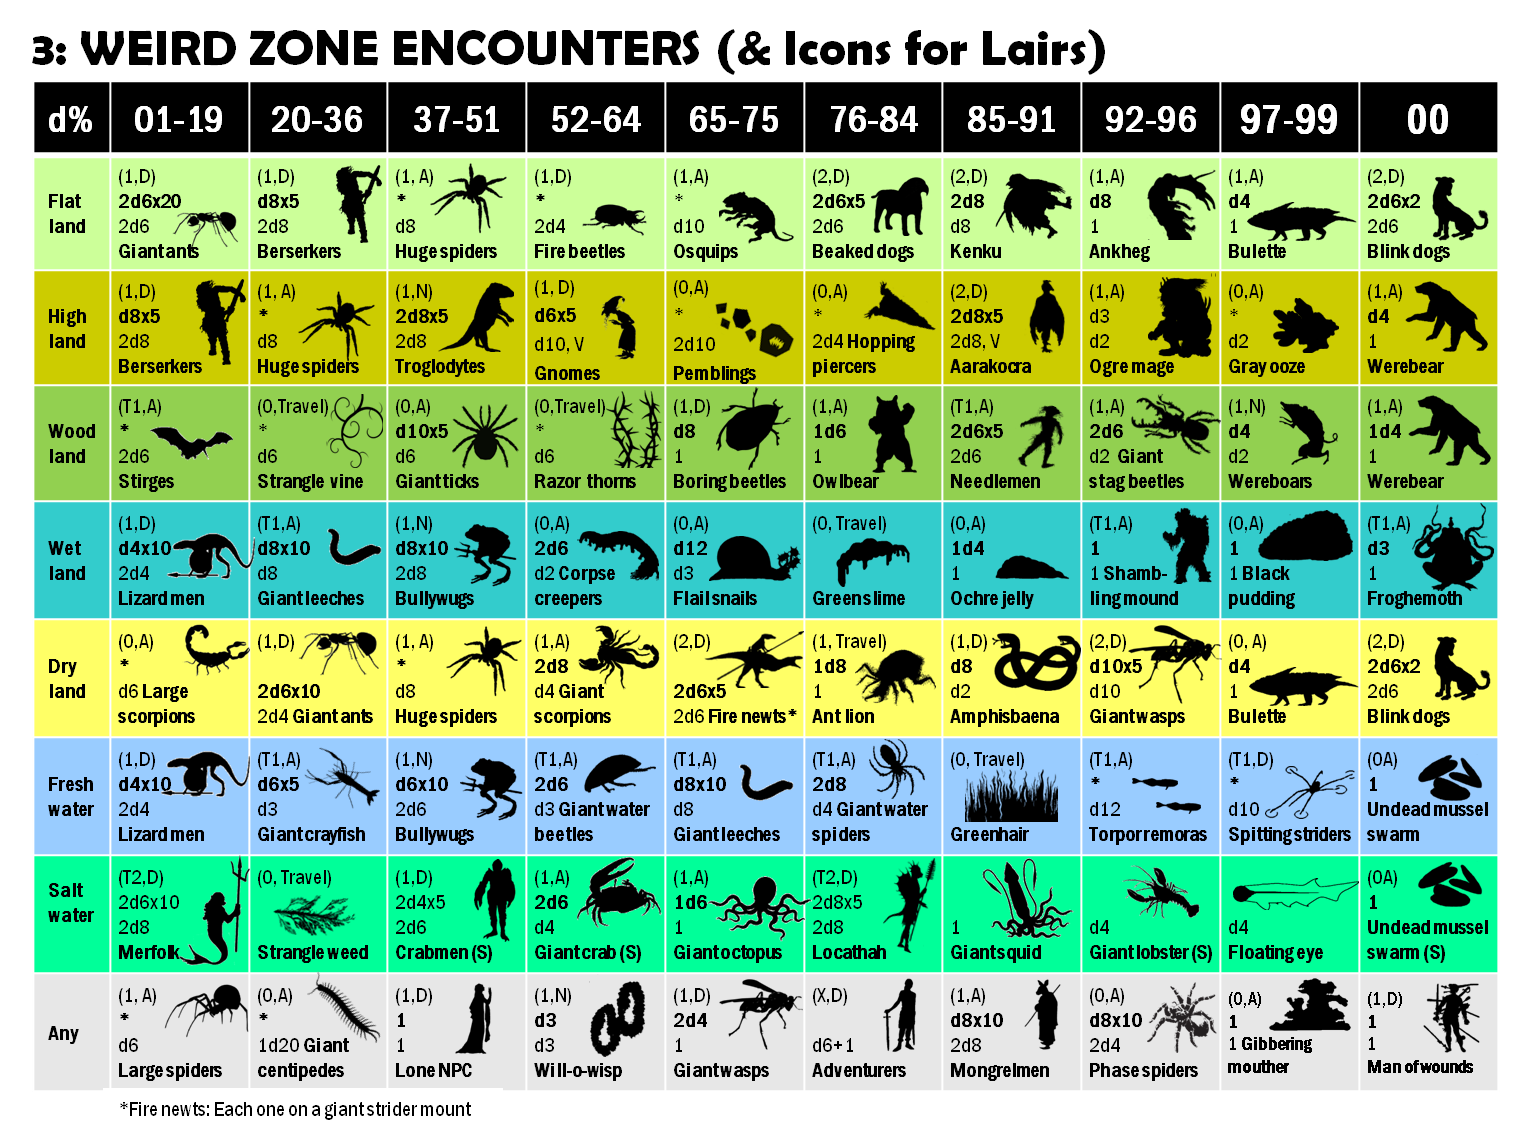 3: WEIRD ZONE ENCOUNTERS (& Icons for Lairs)
d% 01-19 20-36 37-51 52-64 65-75 76-84 85-91 92-96 97-99 00
Flat land
(1,D) 2d6x20 2d6 Giant ants
(1,D) d8x5 2d8 Berserkers
(1, A) * d8 Huge spiders
(1,D) * 2d4 Fire beetles
(1,A) * d10 Osquips
(2,D) 2d6x5 2d6 Beaked dogs
(2,D) 2d8 d8 Kenku
(1,A) d8 1 Ankheg
(1,A) d4 1 Bulette
(2,D) 2d6x2 2d6 Blink dogs
High land
(1,D) d8x5 2d8 Berserkers
(1, A) * d8 Huge spiders
(1,N) 2d8x5 2d8 Troglodytes
(1, D) d6x5 d10, V Gnomes
(0,A) * 2d10 Pemblings
(0,A) * 2d4 Hopping piercers
(2,D) 2d8x5 2d8, V Aarakocra
(1,A) d3 d2 Ogre mage
(0,A) * d2 Gray ooze
(1,A) d4 1 Werebear
Wood land
(T1,A) * 2d6 Stirges
(0,Travel) * d6 Strangle vine
(0,A) d10x5 d6 Giant ticks
(0,Travel) * d6 Razor thorns
(1,D) d8 1 Boring beetles
(1,A) 1d6 1 Owlbear
(T1,A) 2d6x5 2d6 Needlemen
(1,A) 2d6 d2 Giant stag beetles
(1,N) d4 d2 Wereboars
(1,A) 1d4 1 Werebear
Wet land
(1,D) d4x10 2d4 Lizard men
(T1,A) d8x10 d8 Giant leeches
(1,N) d8x10 2d8 Bullywugs
(0,A) 2d6 d2 Corpse creepers
(0,A) d12 d3 Flail snails
(0, Travel) Green slime
(0,A) 1d4 1 Ochre jelly
(T1,A) 1 1 Shamb- ling mound
(0,A) 1 1 Black pudding
(T1,A) d3 1 Froghemoth
Dry land
(0,A) * d6 Large scorpions
(1,D) 2d6x10 2d4 Giant ants
(1, A) * d8 Huge spiders
(1,A) 2d8 d4 Giant scorpions
(2,D) 2d6x5 2d6 Fire newts*
(1, Travel) 1d8 1 Ant lion
(1,D) d8 d2 Amphisbaena
(2,D) d10x5 d10 Giant wasps
(0, A) d4 1 Bulette
(2,D) 2d6x2 2d6 Blink dogs
Fresh water
(1,D) d4x10 2d4 Lizard men
(T1,A) d6x5 d3 Giant crayfish
(1,N) d6x10 2d6 Bullywugs
(T1,A) 2d6 d3 Giant water beetles
(T1,A) d8x10 d8 Giant leeches
(T1,A) 2d8 d4 Giant water spiders
(0, Travel) Greenhair
(T1,A) * d12 Torpor remoras
(T1,D) * d10 Spitting striders
(0A) 1 Undead mussel swarm
Salt water
(T2,D) 2d6x10 2d8 Merfolk
(0, Travel) Strangle weed
(1,D) 2d4x5 2d6 Crabmen (S)
(1,A) 2d6 d4 Giant crab (S)
(1,A) 1d6 1 Giant octopus
(T2,D) 2d8x5 2d8 Locathah
1 Giant squid
d4 Giant lobster (S)
d4 Floating eye
(0A) 1 Undead mussel swarm (S)
Any
(1, A) * d6 Large spiders
(0,A) * 1d20 Giant centipedes
(1,D) 1 1 Lone NPC
(1,N) d3 d3 Will-o-wisp
(1,D) 2d4 1 Giant wasps
(X,D) d6+1 Adventurers
(1,A) d8x10 2d8 Mongrelmen
(0,A) d8x10 2d4 Phase spiders
(0,A) 1 1 Gibbering mouther
(1,D) 1 1 Man of wounds
*Fire newts: Each one on a giant strider mount